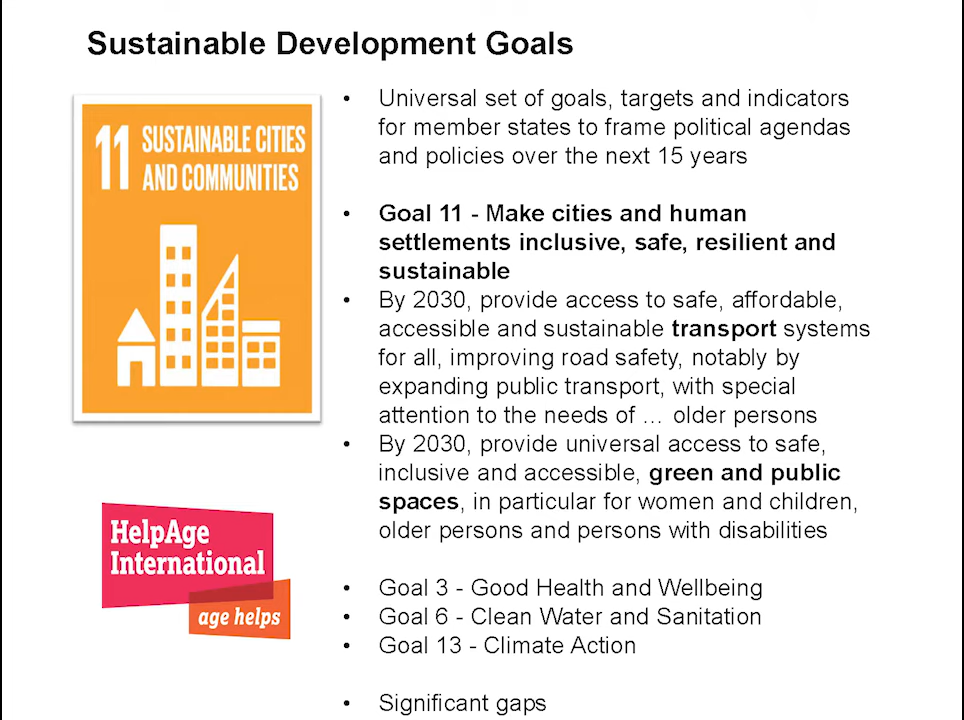 Sustainable Development Goals
11 SUSTAINABLE CITIES
AND COMMUNITIES
• Universal set of goals, targets and indicators
for member states to frame political agendas
and policies over the next 15 years
• Goal 11 - Make cities and human
settlements inclusive, safe, resilient and
sustainable
• By 2030, provide access to safe, affordable,
accessible and sustainable transport systems
for all, improving road safety, notably by
expanding public transport, with special
attention to the needs of … older persons
• By 2030, provide universal access to safe,
inclusive and accessible, green and public
spaces, in particular for women and children,
older persons and persons with disabilities
HelpAge
International
age helps
• Goal 3 - Good Health and Wellbeing
• Goal 6 - Clean Water and Sanitation
• Goal 13 - Climate Action
• Significant gaps